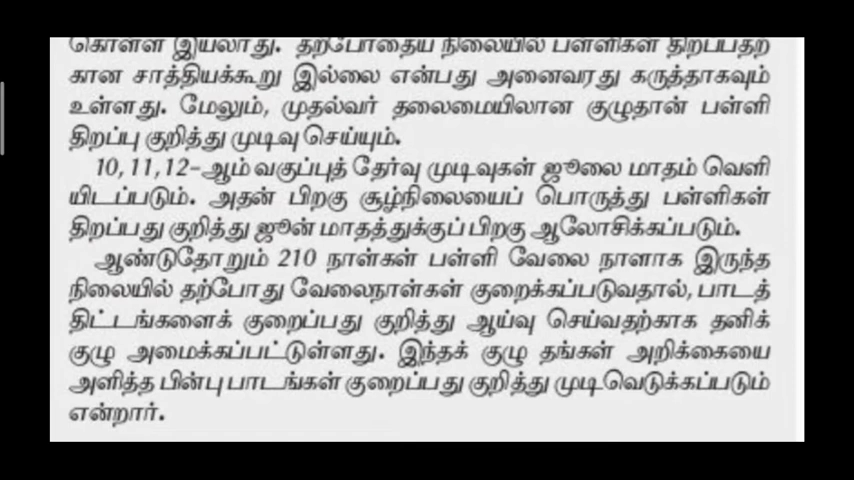 கொள்ள இயலாது. தற்போதைய நிலையில் பள்ளிகள் திறப்பதற்
கான சாத்தியக்கூறு இல்லை என்பது அனைவரது கருத்தாகவும்
உள்ளது. மேலும், முதல்வர் தலைமையிலான குழுதான் பள்ளி
திறப்பு குறித்து முடிவு செய்யும்.
10, 11, 12-ஆம் வகுப்புத் தேர்வு முடிவுகள் ஜூலை மாதம் வெளி
யிடப்படும். அதன் பிறகு சூழ்நிலையைப் பொருத்து பள்ளிகள்
திறப்பது குறித்து ஜூன் மாதத்துக்குப் பிறகு ஆலோசிக்கப்படும்.
ஆண்டுதோறும் 210 நாள்கள் பள்ளி வேலை நாளாக இருந்த
நிலையில் தற்போது வேலைநாள்கள் குறைக்கப்படுவதால், பாடத்
திட்டங்களைக் குறைப்பது குறித்து ஆய்வு செய்வதற்காக தனிக்
குழு அமைக்கப்பட்டுள்ளது. இந்தக் குழு தங்கள் அறிக்கையை
அளித்த பின்பு பாடங்கள் குறைப்பது குறித்து முடிவெடுக்கப்படும்
என்றார்.